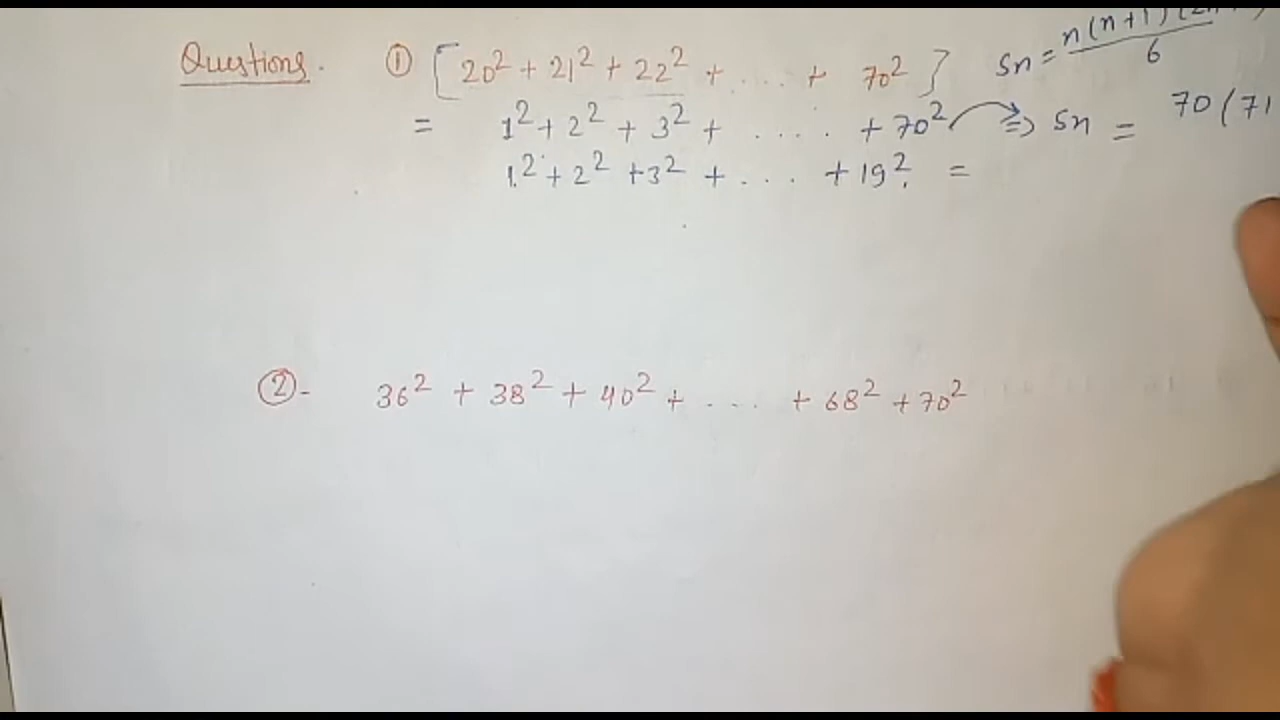 Questions. ① [20² + 21² + 22² + .... + 70²] Sn = n(n+1)(2n
6
= 1² + 2² + 3² + ..... + 70² ⇒ Sn = 70(71
1² + 2² + 3² + .... + 19² =
②- 36² + 38² + 40² + .... + 68² + 70²